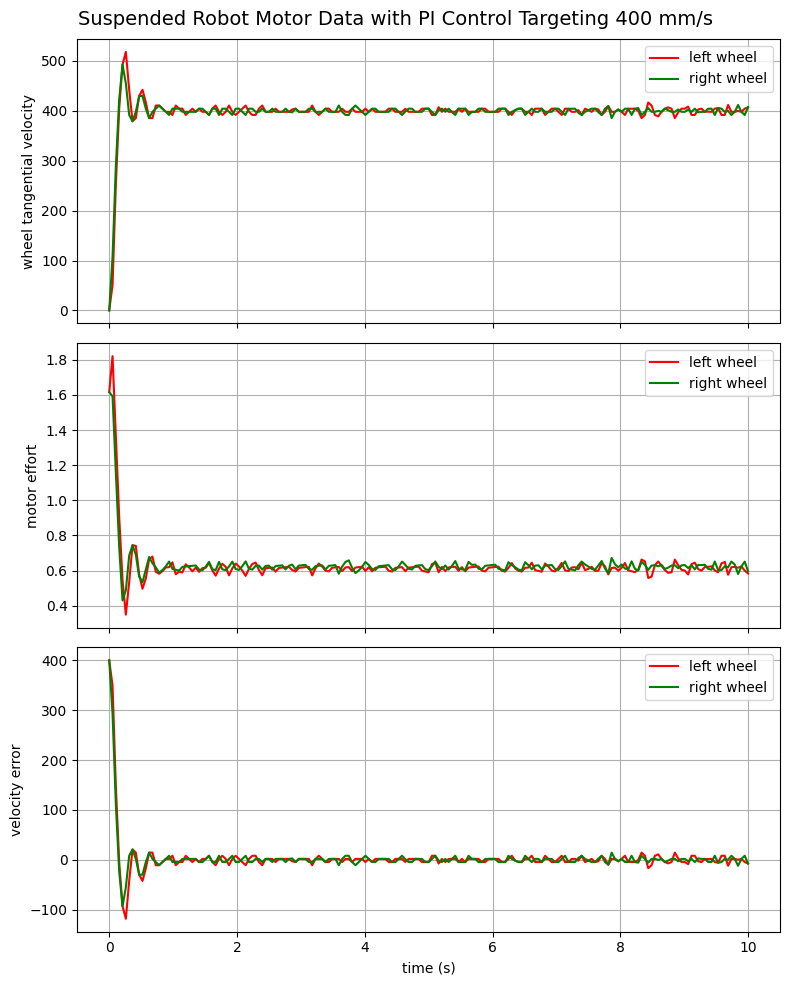 Suspended Robot Motor Data with PI Control Targeting 400 mm/s
wheel tangential velocity
500
400
300
200
100
0
left wheel
right wheel
motor effort
1.8
1.6
1.4
1.2
1.0
0.8
0.6
0.4
left wheel
right wheel
velocity error
400
300
200
100
0
−100
left wheel
right wheel
0 2 4 6 8 10
time (s)